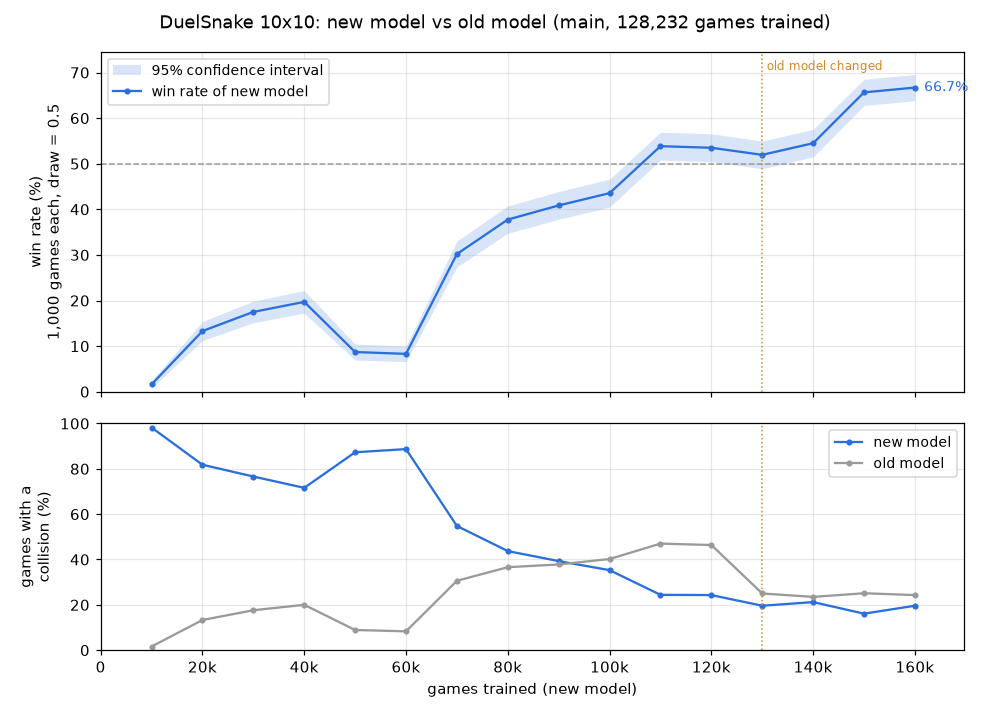 DuelSnake 10x10: new model vs old model (main, 128,232 games trained)
95% confidence interval
win rate of new model
old model changed
66.7%
win rate (%)
1,000 games each, draw = 0.5
70
60
50
40
30
20
10
0
new model
old model
games with a
collision (%)
100
80
60
40
20
0
0
20k
40k
60k
80k
100k
120k
140k
160k
games trained (new model)